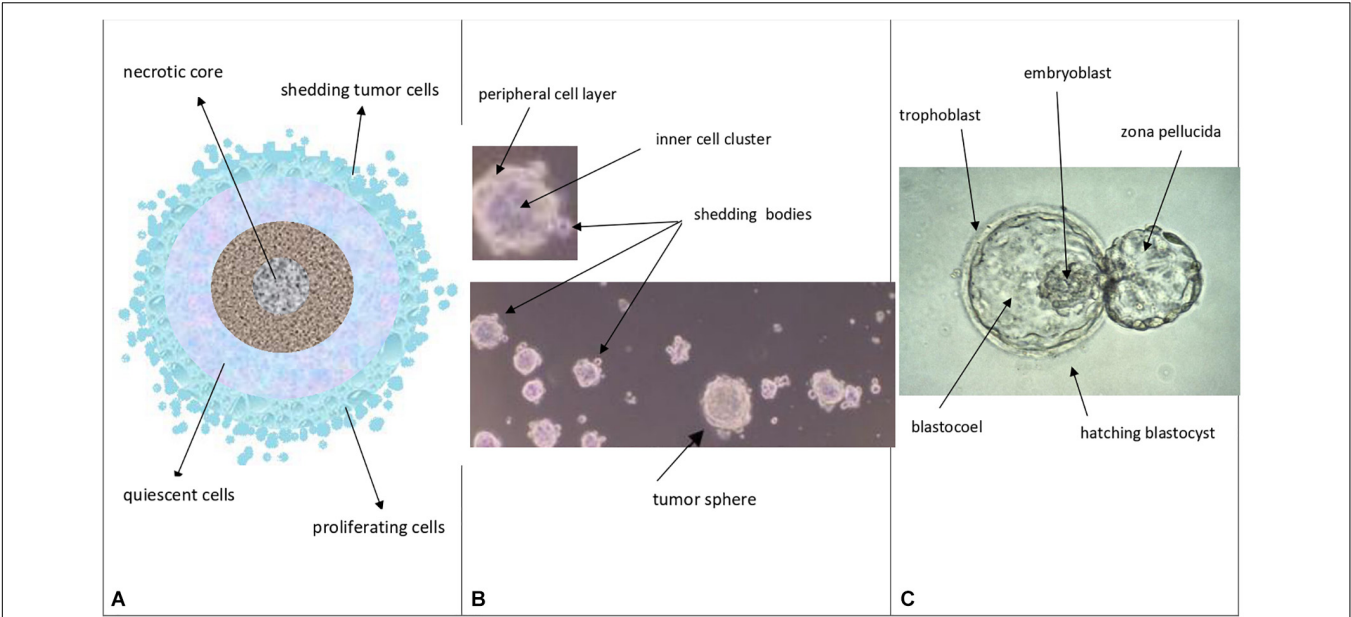 necrotic core
shedding tumor cells
quiescent cells
proliferating cells
A
peripheral cell layer
inner cell cluster
shedding bodies
tumor sphere
B
embryoblast
trophoblast
zona pellucida
blastocoel
hatching blastocyst
C